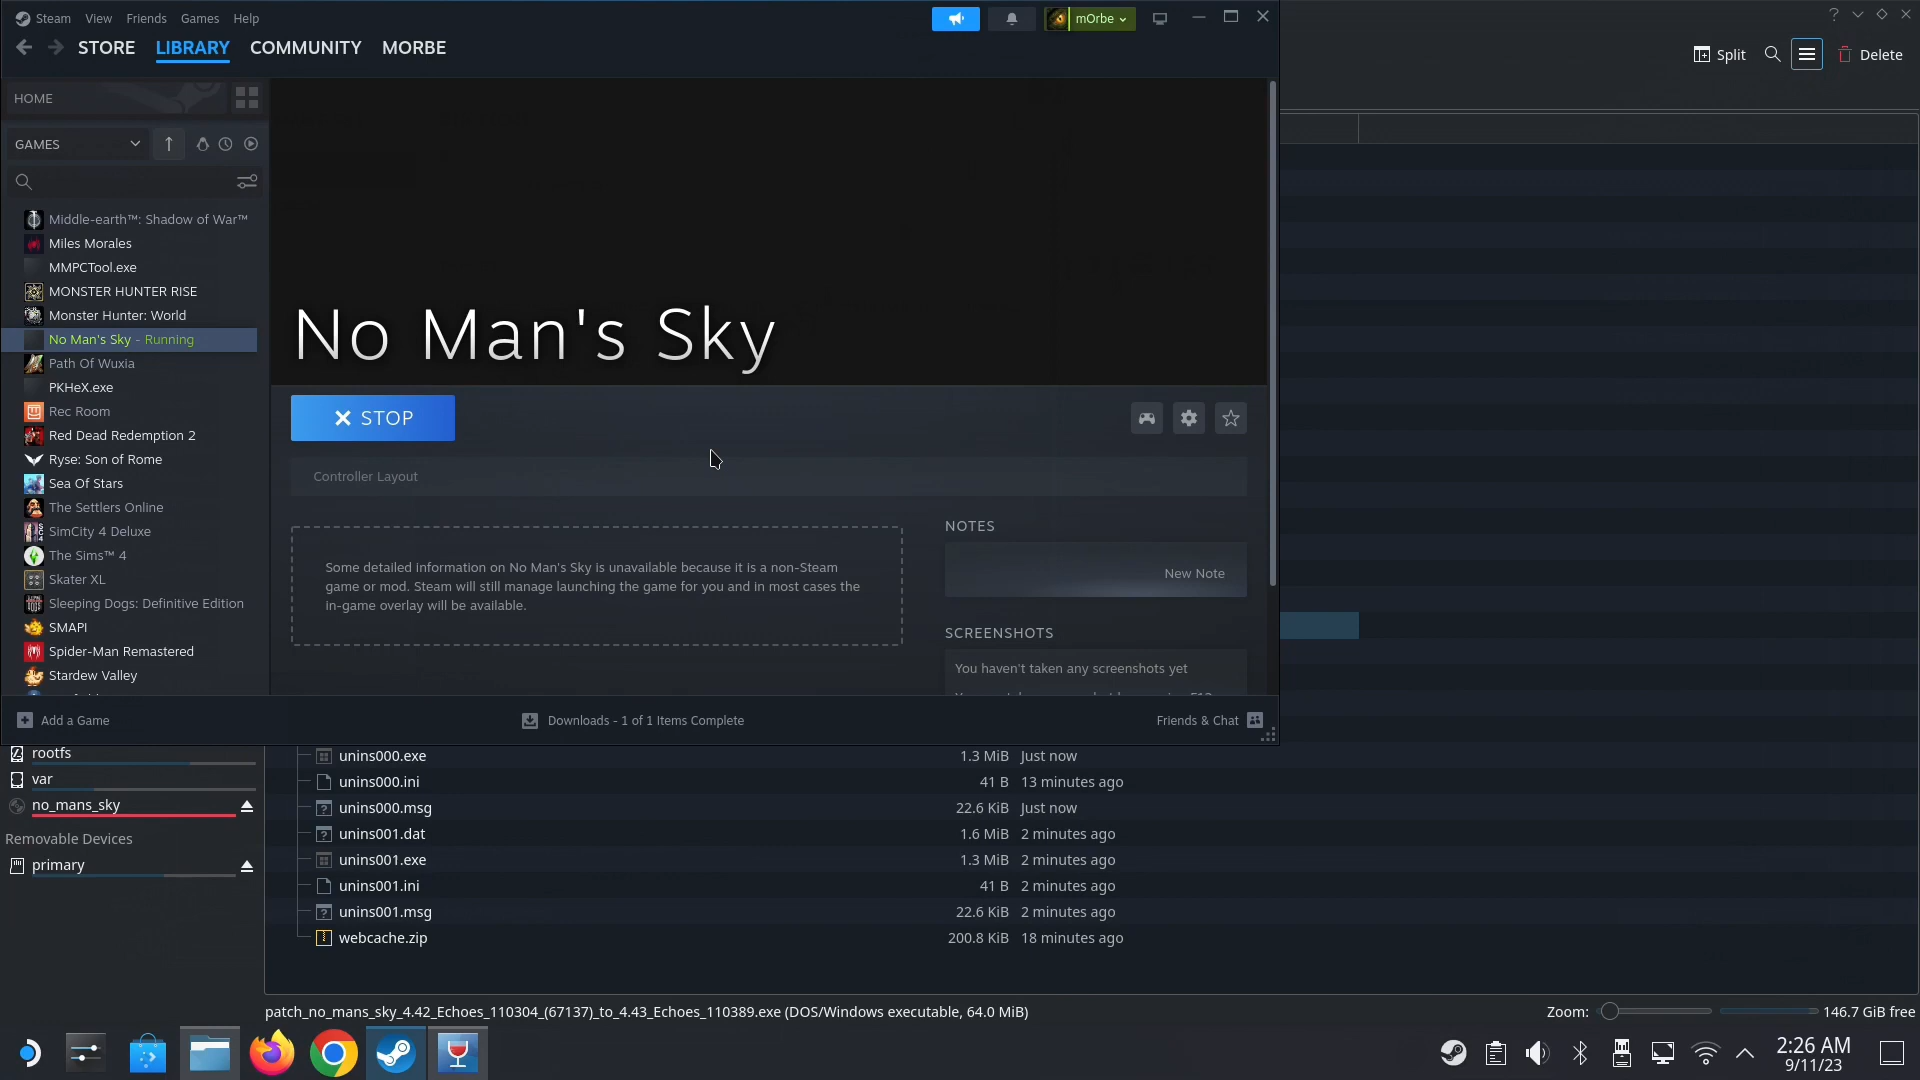 Steam View Friends Games Help
mOrbe
STORE LIBRARY COMMUNITY MORBE
Split Delete
HOME
GAMES
Middle-earth™: Shadow of War™
Miles Morales
MMPCTool.exe
MONSTER HUNTER RISE
Monster Hunter: World
No Man's Sky - Running
Path Of Wuxia
PKHeX.exe
Rec Room
Red Dead Redemption 2
Ryse: Son of Rome
Sea Of Stars
The Settlers Online
SimCity 4 Deluxe
The Sims™ 4
Skater XL
Sleeping Dogs: Definitive Edition
SMAPI
Spider-Man Remastered
Stardew Valley
No Man's Sky
STOP
Controller Layout
Some detailed information on No Man's Sky is unavailable because it is a non-Steam
game or mod. Steam will still manage launching the game for you and in most cases the
in-game overlay will be available.
NOTES
New Note
SCREENSHOTS
You haven't taken any screenshots yet
Add a Game
Downloads - 1 of 1 Items Complete
Friends & Chat
rootfs
var
no_mans_sky
Removable Devices
primary
unins000.exe 1.3 MiB Just now
unins000.ini 41 B 13 minutes ago
unins000.msg 22.6 KiB Just now
unins001.dat 1.6 MiB 2 minutes ago
unins001.exe 1.3 MiB 2 minutes ago
unins001.ini 41 B 2 minutes ago
unins001.msg 22.6 KiB 2 minutes ago
webcache.zip 200.8 KiB 18 minutes ago
patch_no_mans_sky_4.42_Echoes_110304_(67137)_to_4.43_Echoes_110389.exe (DOS/Windows executable, 64.0 MiB)
Zoom:
146.7 GiB free
2:26 AM
9/11/23